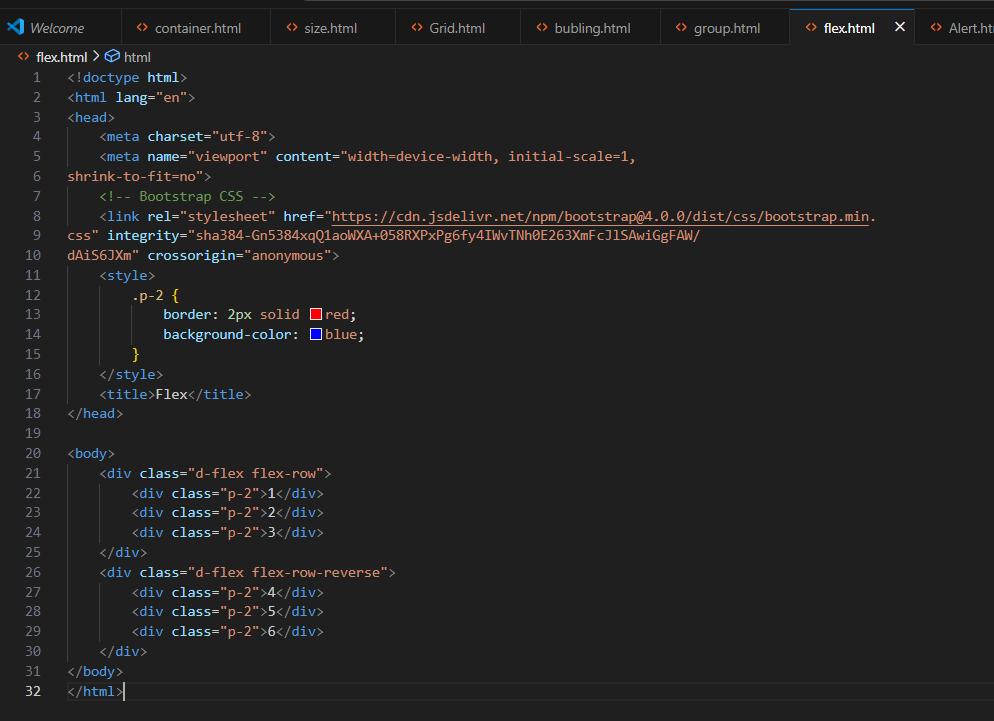 Welcome <> container.html <> size.html <> Grid.html <> bubling.html <> group.html <> flex.html × <> Alert.ht
<> flex.html > html
1 <!doctype html>
2 <html lang="en">
3 <head>
4     <meta charset="utf-8">
5     <meta name="viewport" content="width=device-width, initial-scale=1,
6 shrink-to-fit=no">
7     <!-- Bootstrap CSS -->
8     <link rel="stylesheet" href="https://cdn.jsdelivr.net/npm/bootstrap@4.0.0/dist/css/bootstrap.min.
9 css" integrity="sha384-Gn5384xqQ1aoWXA+058RXPxPg6fy4IWvTNh0E263XmFcJlSAwiGgFAW/
10 dAiS6JXm" crossorigin="anonymous">
11     <style>
12         .p-2 {
13             border: 2px solid red;
14             background-color: blue;
15         }
16     </style>
17     <title>Flex</title>
18 </head>
19
20 <body>
21     <div class="d-flex flex-row">
22         <div class="p-2">1</div>
23         <div class="p-2">2</div>
24         <div class="p-2">3</div>
25     </div>
26     <div class="d-flex flex-row-reverse">
27         <div class="p-2">4</div>
28         <div class="p-2">5</div>
29         <div class="p-2">6</div>
30     </div>
31 </body>
32 </html>